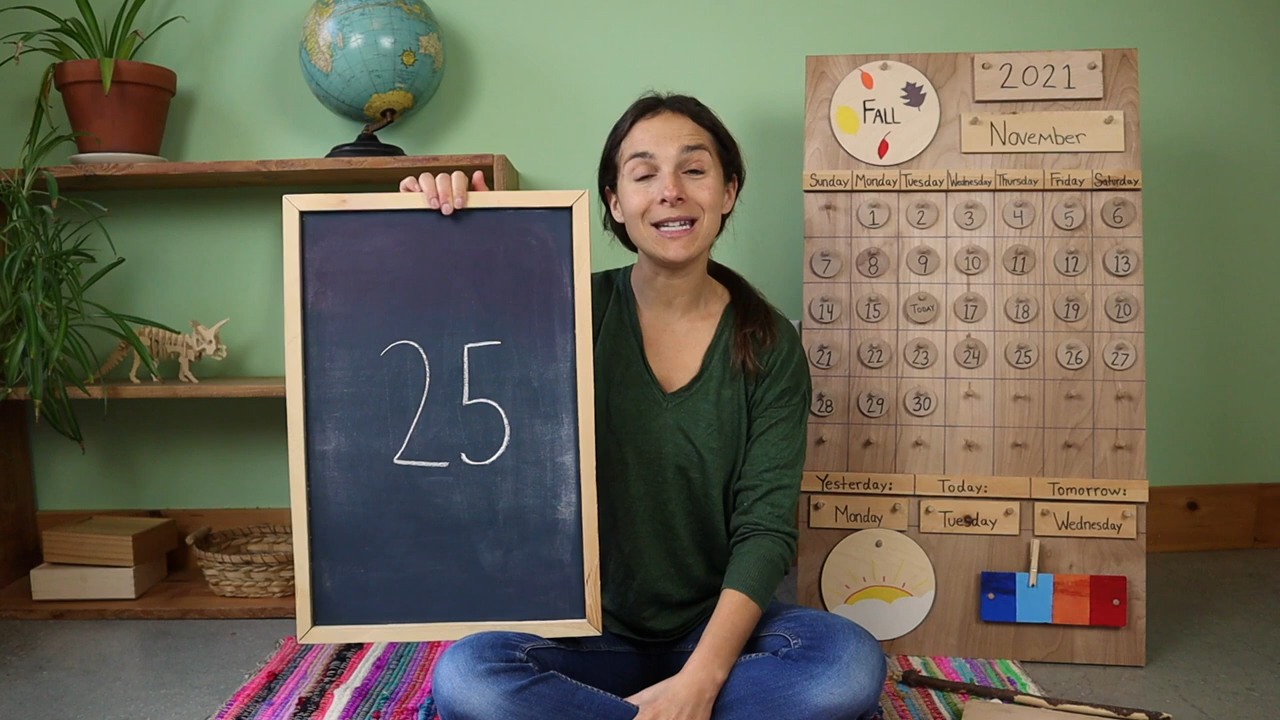 25
FALL
2021
November
Sunday Monday Tuesday Wednesday Thursday Friday Saturday
1 2 3 4 5 6
7 8 9 10 11 12 13
14 15 TODAY 17 18 19 20
21 22 23 24 25 26 27
28 29 30
Yesterday: Today: Tomorrow:
Monday Tuesday Wednesday